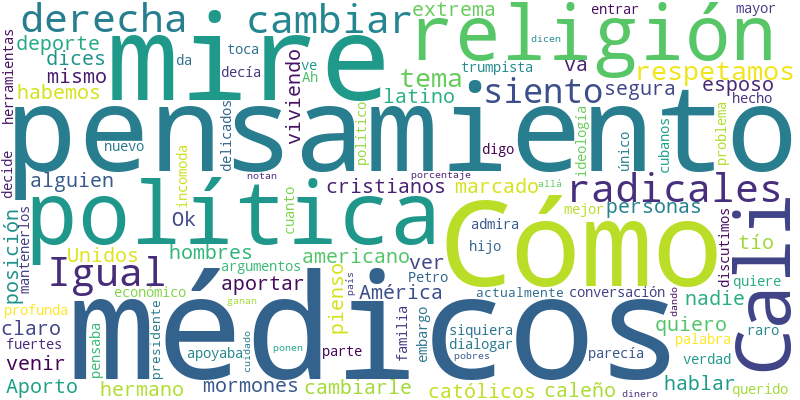 derecha cambiar extrema entrar mayor
deporte toca dicen trumpista
herramientas dices decía da ve Ah va
mismo mire religión
habemos tema respetamos
viviendo latino siento segura esposo hecho
pensamiento
nuevo delicados político digo único ideología cubanos problema
decide alguien incomoda notan porcentaje allá
cristianos marcado radicales
política Cómo personas mejor
posición mantenerlos Ok cuanto admira hijo discutimos tío
Unidos hombres americano ver nadie quiere
Igual argumentos Petro
aportar pienso América actualmente conversación dando
profunda económico ganan país quiero palabra raro
claro pensaba presidente médicos cali
fuertes apoyaba cuidado ponen parte familia embargo siquiera dialogar parecía verdad
venir pobres hablar
Aporto hermano mormones cambiarle católicos caleño dinero querido